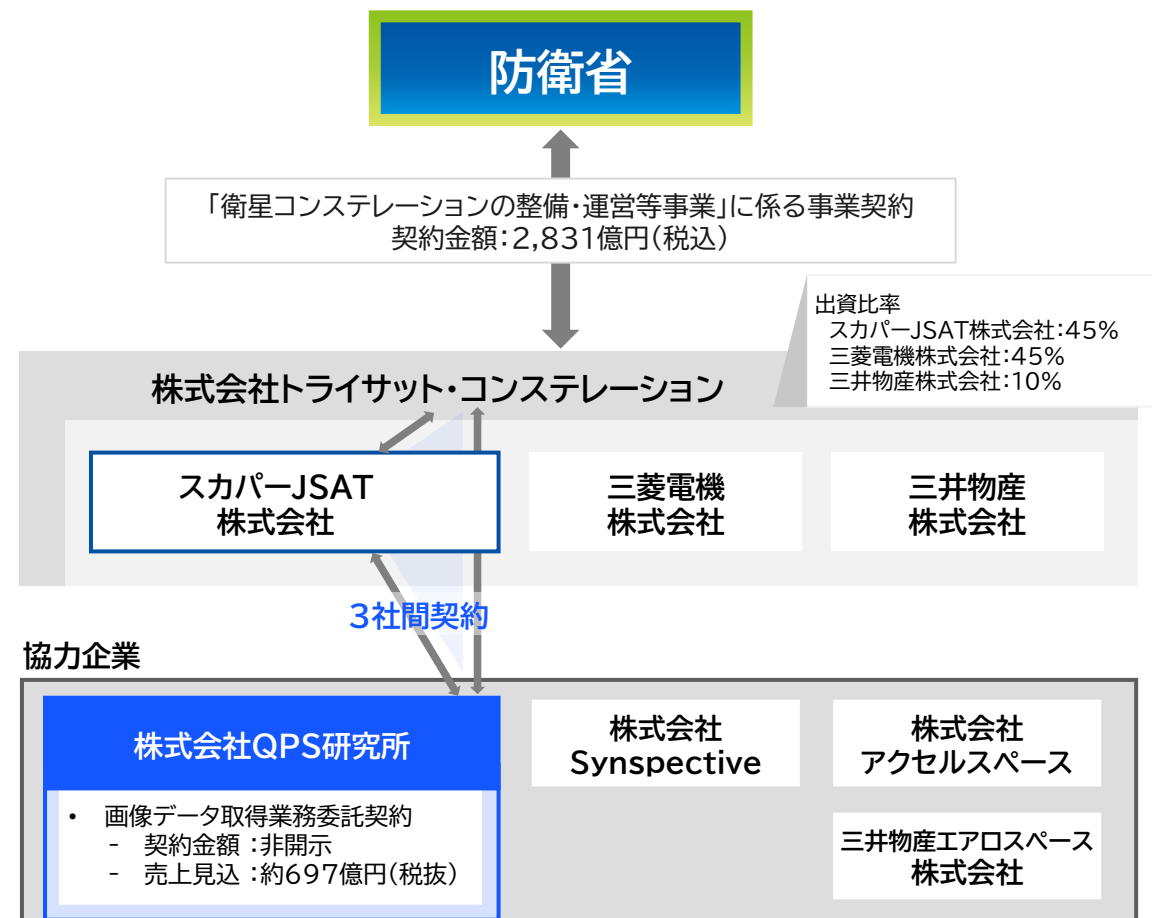 防衛省
「衛星コンステレーションの整備・運営等事業」に係る事業契約
契約金額：2,831億円（税込）
出資比率
スカパーJSAT株式会社：45%
三菱電機株式会社：45%
三井物産株式会社：10%
株式会社トライサット・コンステレーション
スカパーJSAT
株式会社
三菱電機
株式会社
三井物産
株式会社
3社間契約
協力企業
株式会社QPS研究所
• 画像データ取得業務委託契約
- 契約金額：非開示
- 売上見込：約697億円（税抜）
株式会社
Synspective
株式会社
アクセルスペース
三井物産エアロスペース
株式会社